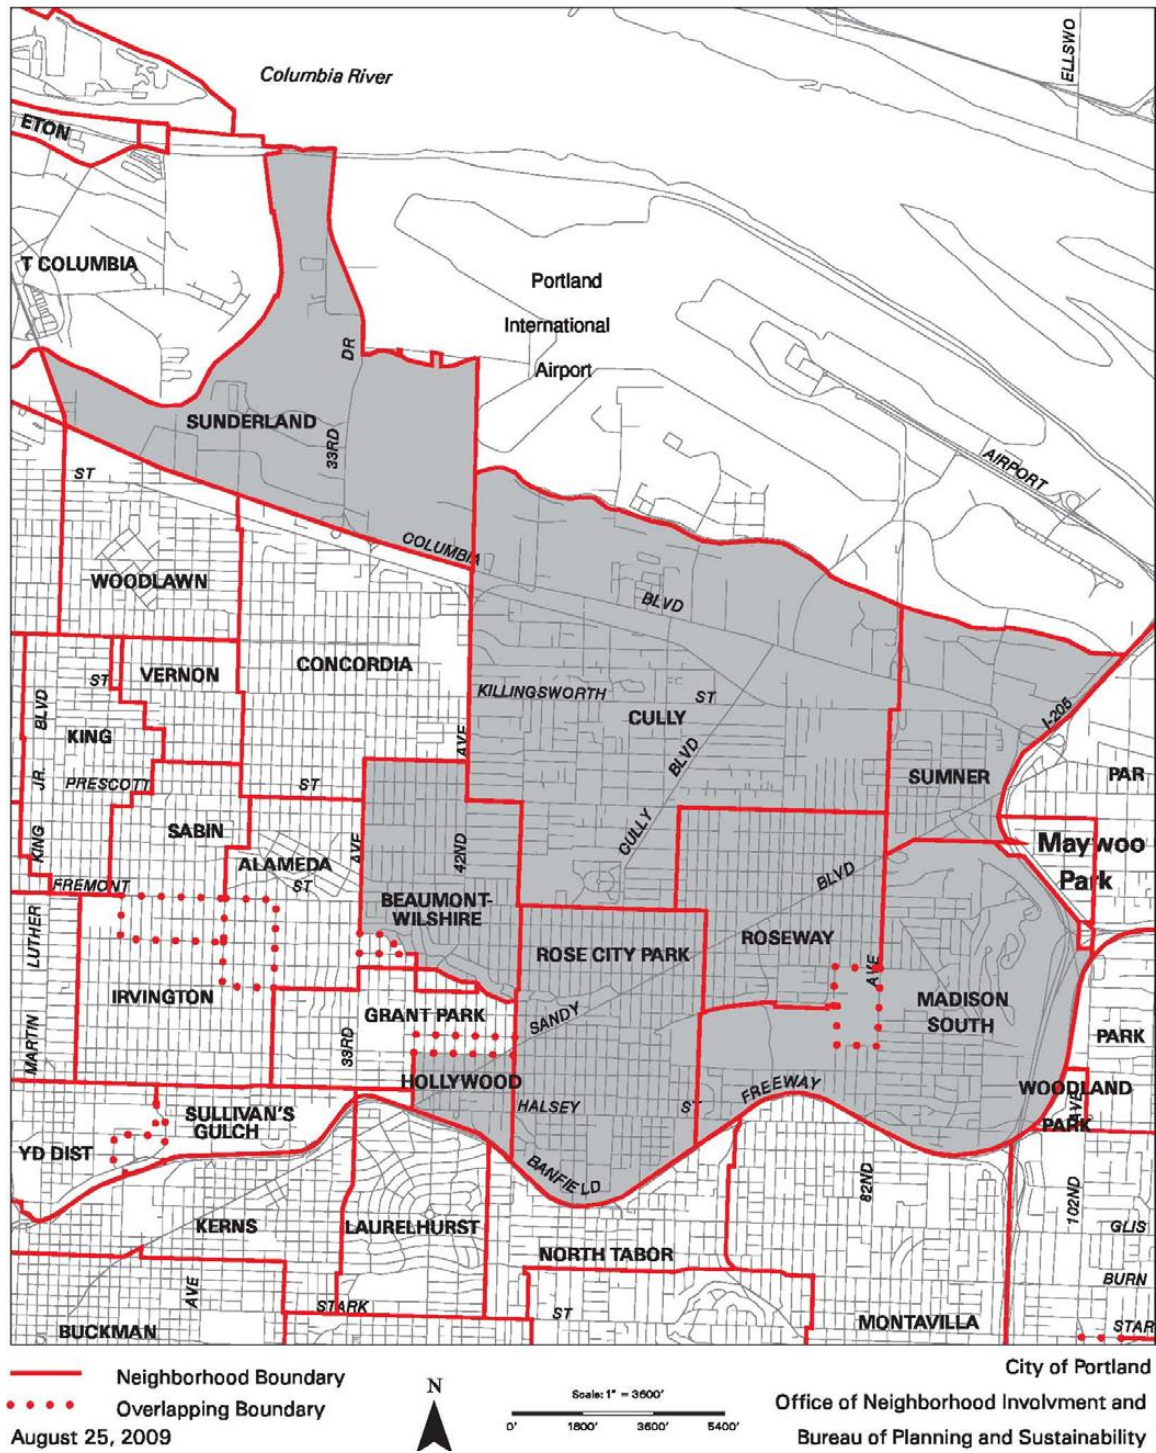 Columbia River
ELLSWO
ETON
T COLUMBIA
Portland
International
Airport
DR
SUNDERLAND
33RD
AIRPORT
ST
COLUMBIA
BLVD
WOODLAWN
CONCORDIA
VERNON
ST
KILLINGSWORTH
ST
CULLY
I-205
BLVD
KING
AVE
BLVD
SUMNER
PAR
PRESCOTT
ST
JR.
SABIN
CULLY
KING
ALAMEDA
AVE
42ND
Maywoo
Park
FREMONT
ST
BLVD
BEAUMONT-
WILSHIRE
LUTHER
ROSE CITY PARK
ROSEWAY
AVE
IRVINGTON
MADISON
SOUTH
GRANT PARK
SANDY
MARTIN
33RD
PARK
HOLLYWOOD
FREEWAY
WOODLAND
PARK
AVE
HALSEY
ST
SULLIVAN'S
GULCH
YD DIST
BANFIELD
82ND
102ND
KERNS
LAURELHURST
GLIS
NORTH TABOR
BURN
AVE
STARK
ST
MONTAVILLA
STAR
BUCKMAN
Neighborhood Boundary
Overlapping Boundary
August 25, 2009
N
Scale: 1" = 3600'
0' 1800' 3600' 5400'
City of Portland
Office of Neighborhood Involvment and
Bureau of Planning and Sustainability